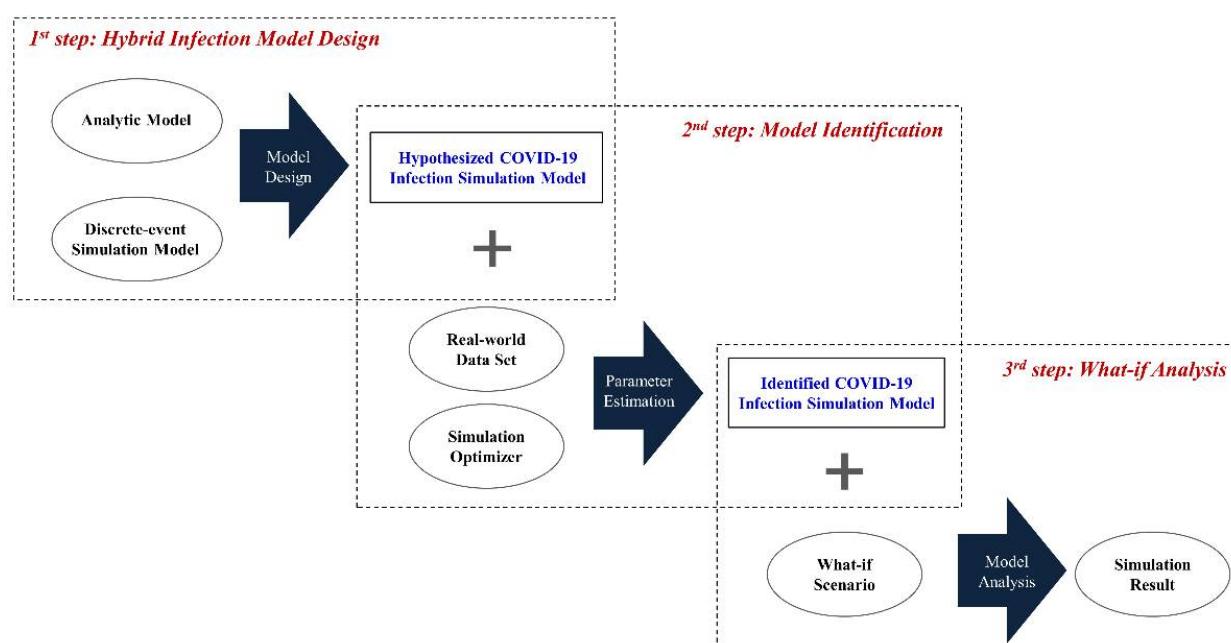 1st step: Hybrid Infection Model Design
Analytic Model
Discrete-event
Simulation Model
Model
Design
2nd step: Model Identification
Hypothesized COVID-19
Infection Simulation Model
+
Real-world
Data Set
Simulation
Optimizer
Parameter
Estimation
3rd step: What-if Analysis
Identified COVID-19
Infection Simulation Model
+
What-if
Scenario
Model
Analysis
Simulation
Result